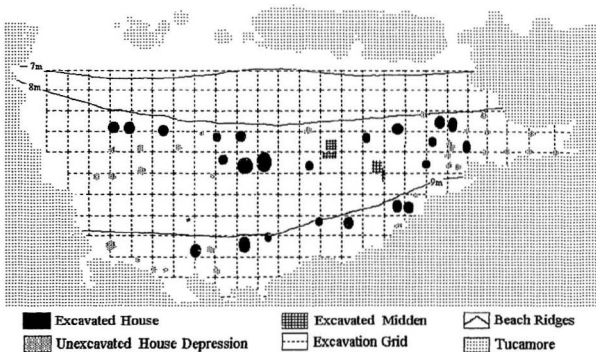 7m
8m
9m
Excavated House
Excavated Midden
Beach Ridges
Unexcavated House Depression
Excavation Grid
Tucamore